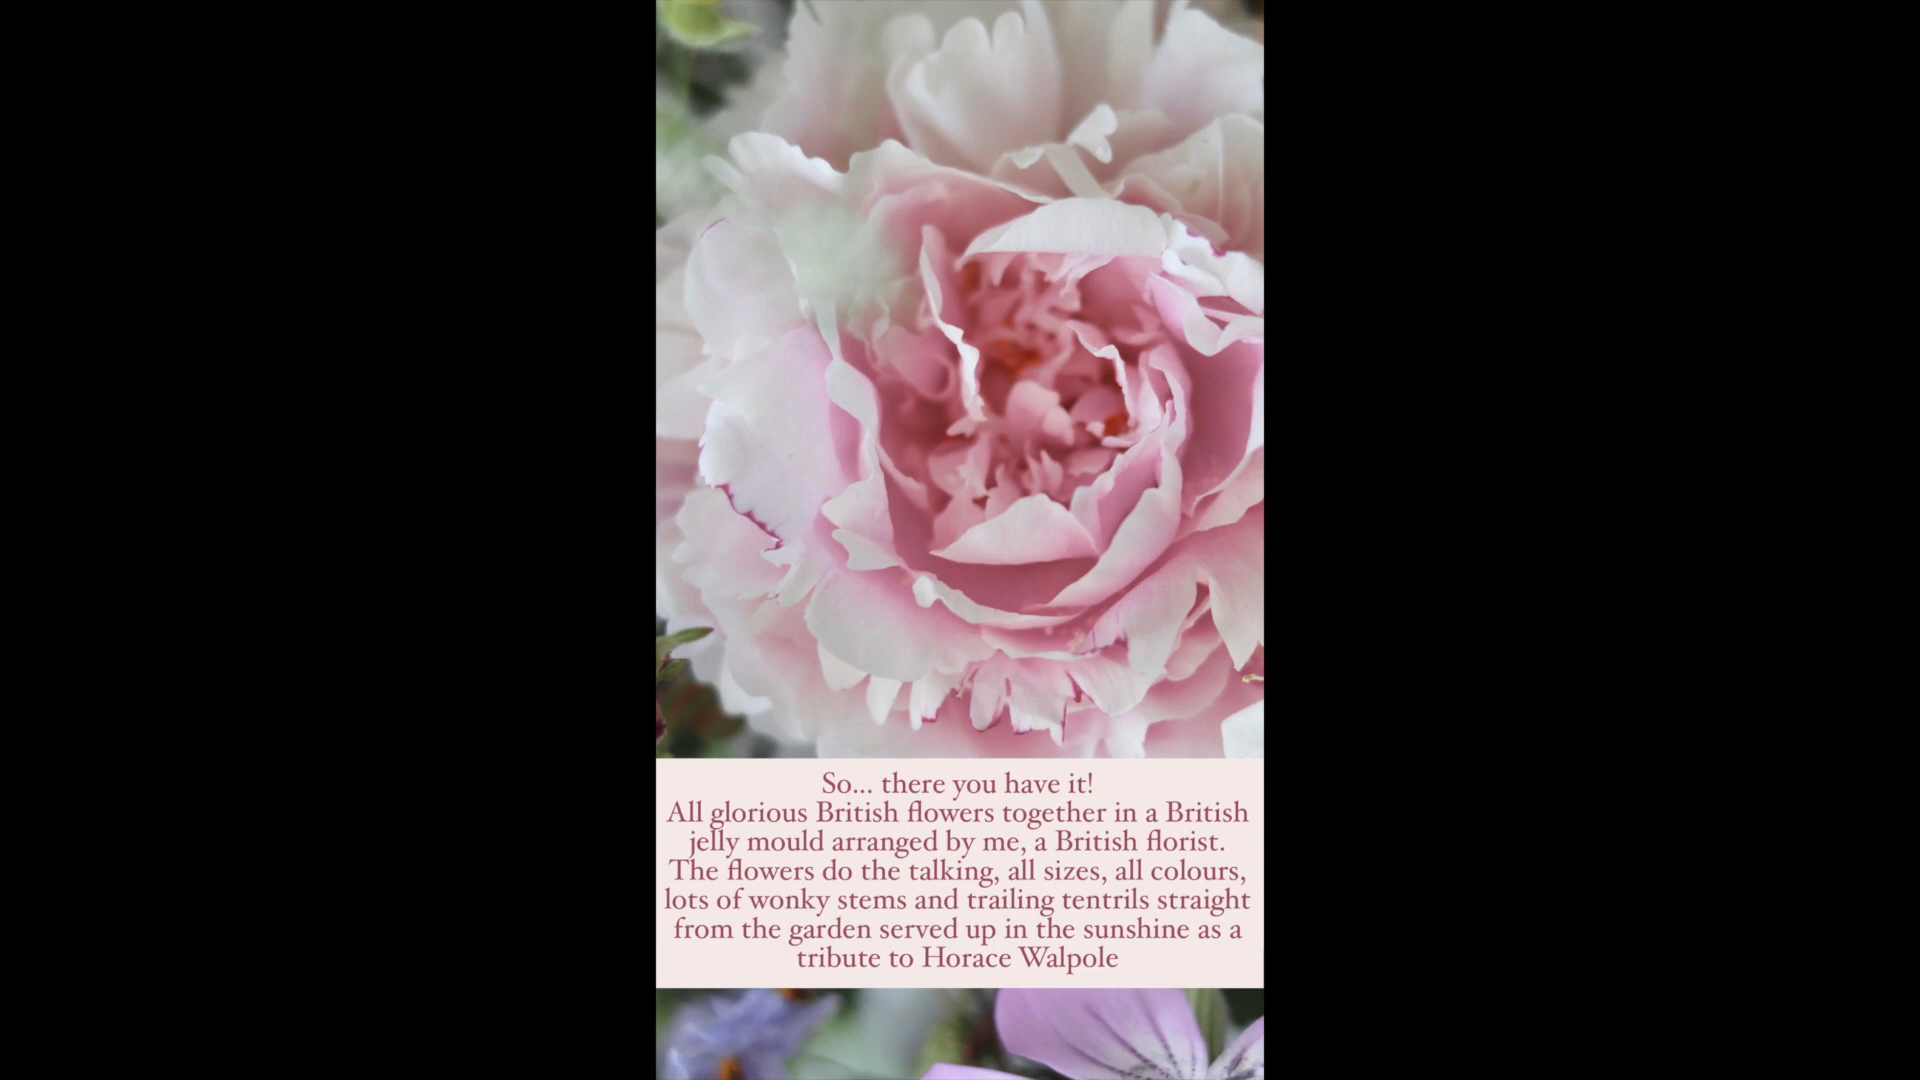 So... there you have it!
All glorious British flowers together in a British
jelly mould arranged by me, a British florist.
The flowers do the talking, all sizes, all colours,
lots of wonky stems and trailing tentrils straight
from the garden served up in the sunshine as a
tribute to Horace Walpole